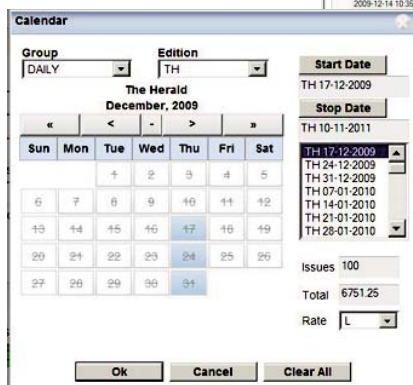 2009-12-14 10:35
Calendar
Group Edition
DAILY TH
The Herald
December, 2009
« < - > »
Sun Mon Tue Wed Thu Fri Sat
1 2 3 4 5
6 7 8 9 10 11 12
13 14 15 16 17 18 19
20 21 22 23 24 25 26
27 28 29 30 31
Start Date
TH 17-12-2009
Stop Date
TH 10-11-2011
TH 17-12-2009
TH 24-12-2009
TH 31-12-2009
TH 07-01-2010
TH 14-01-2010
TH 21-01-2010
TH 28-01-2010
Issues 100
Total 6751.25
Rate L
Ok Cancel Clear All